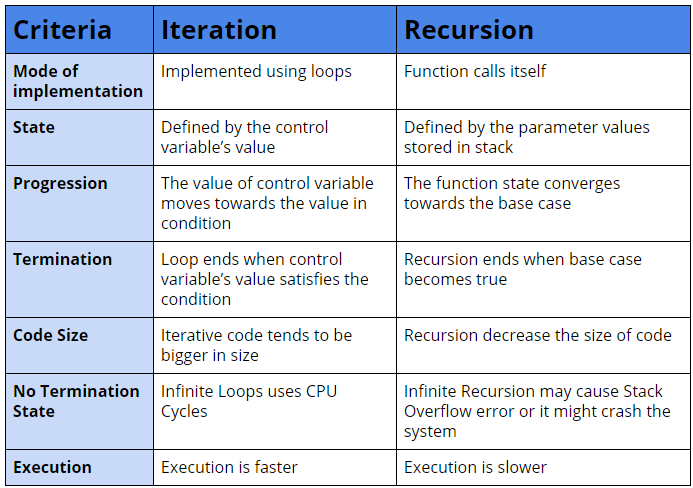 Criteria Iteration Recursion
Mode of
implementation
Implemented using loops
Function calls itself
State
Defined by the control
variable’s value
Defined by the parameter values
stored in stack
Progression
The value of control variable
moves towards the value in
condition
The function state converges
towards the base case
Termination
Loop ends when control
variable’s value satisfies the
condition
Recursion ends when base case
becomes true
Code Size
Iterative code tends to be
bigger in size
Recursion decrease the size of code
No Termination
State
Infinite Loops uses CPU
Cycles
Infinite Recursion may cause Stack
Overflow error or it might crash the
system
Execution
Execution is faster
Execution is slower